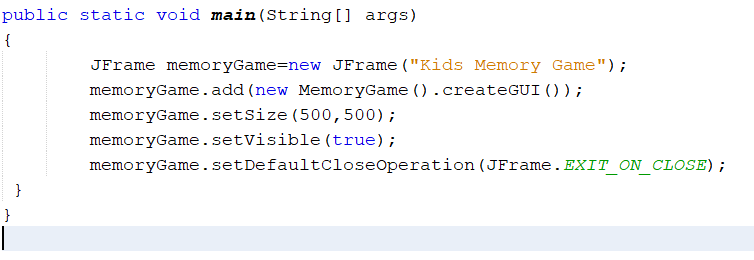 public static void main(String[] args)
{
JFrame memoryGame=new JFrame("Kids Memory Game");
memoryGame.add(new MemoryGame().createGUI());
memoryGame.setSize(500,500);
memoryGame.setVisible(true);
memoryGame.setDefaultCloseOperation(JFrame.EXIT_ON_CLOSE);
}
}